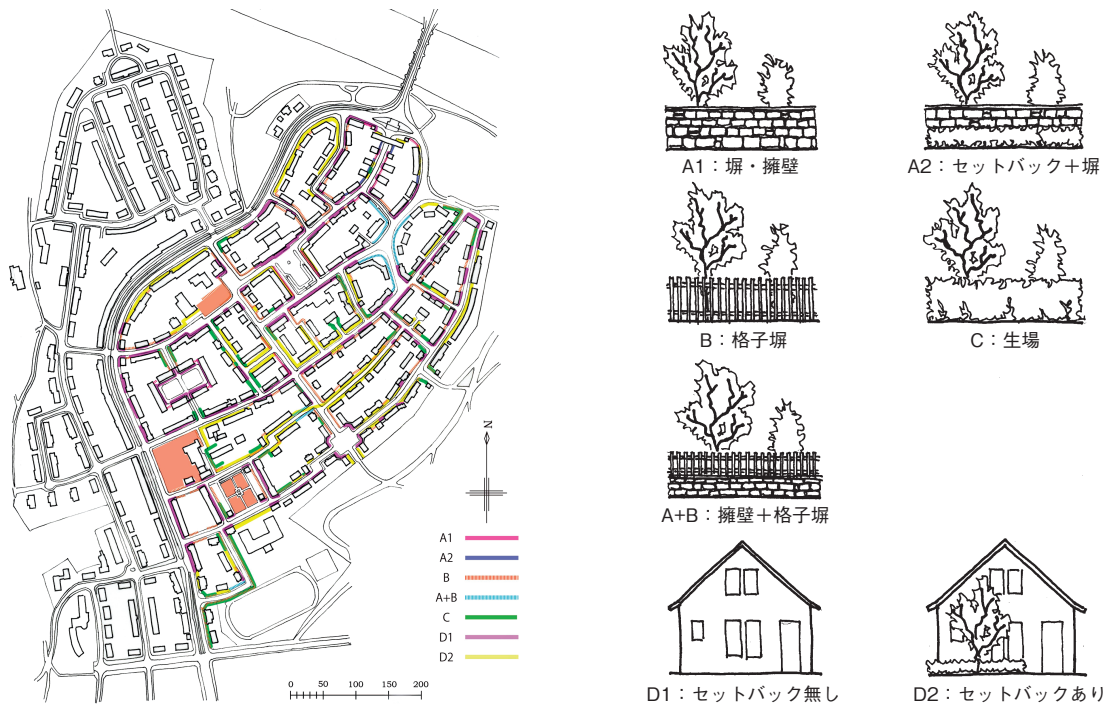 N
A1
A2
B
A+B
C
D1
D2
0 50 100 150 200
A1：塀・擁壁
A2：セットバック＋塀
B：格子塀
C：生場
A+B：擁壁＋格子塀
D1：セットバック無し
D2：セットバックあり